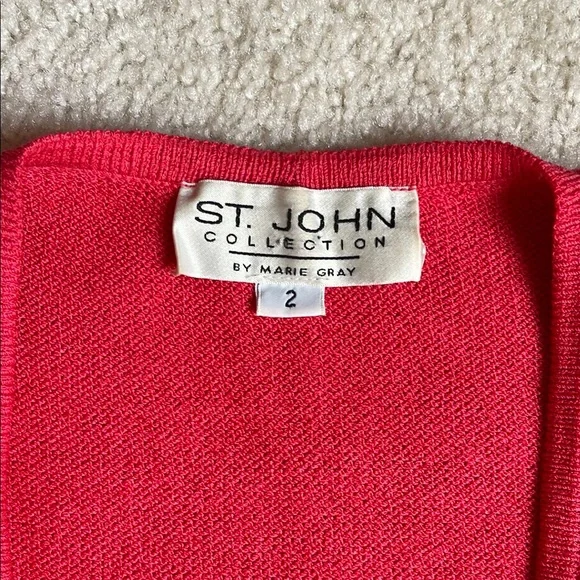 ST. JOHN
COLLECTION
BY MARIE GRAY
2